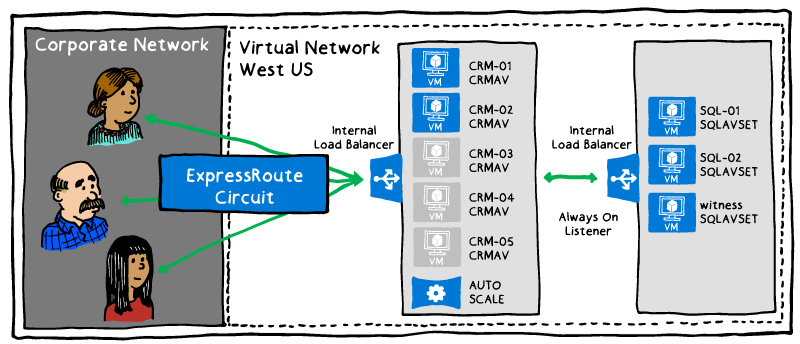 Corporate Network
Virtual Network
West US
ExpressRoute
Circuit
Internal
Load Balancer
VM
CRM-01
CRMAV
VM
CRM-02
CRMAV
VM
CRM-03
CRMAV
VM
CRM-04
CRMAV
VM
CRM-05
CRMAV
AUTO
SCALE
Internal
Load Balancer
Always On
Listener
VM
SQL-01
SQLAVSET
VM
SQL-02
SQLAVSET
VM
witness
SQLAVSET